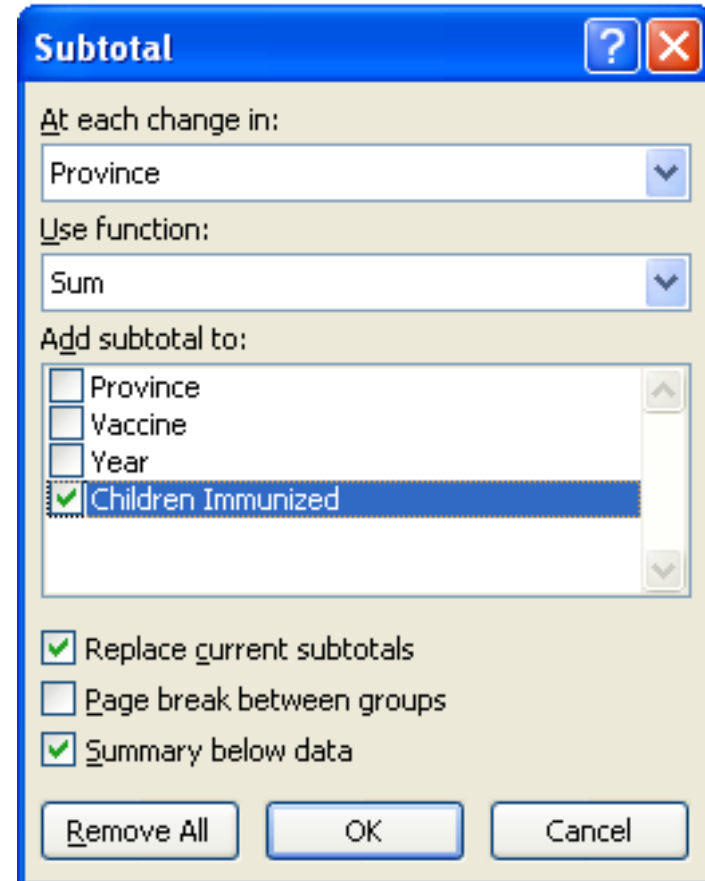 Subtotal ?
At each change in:
Province
Use function:
Sum
Add subtotal to:
Province
Vaccine
Year
Children Immunized
Replace current subtotals
Page break between groups
Summary below data
Remove All OK Cancel